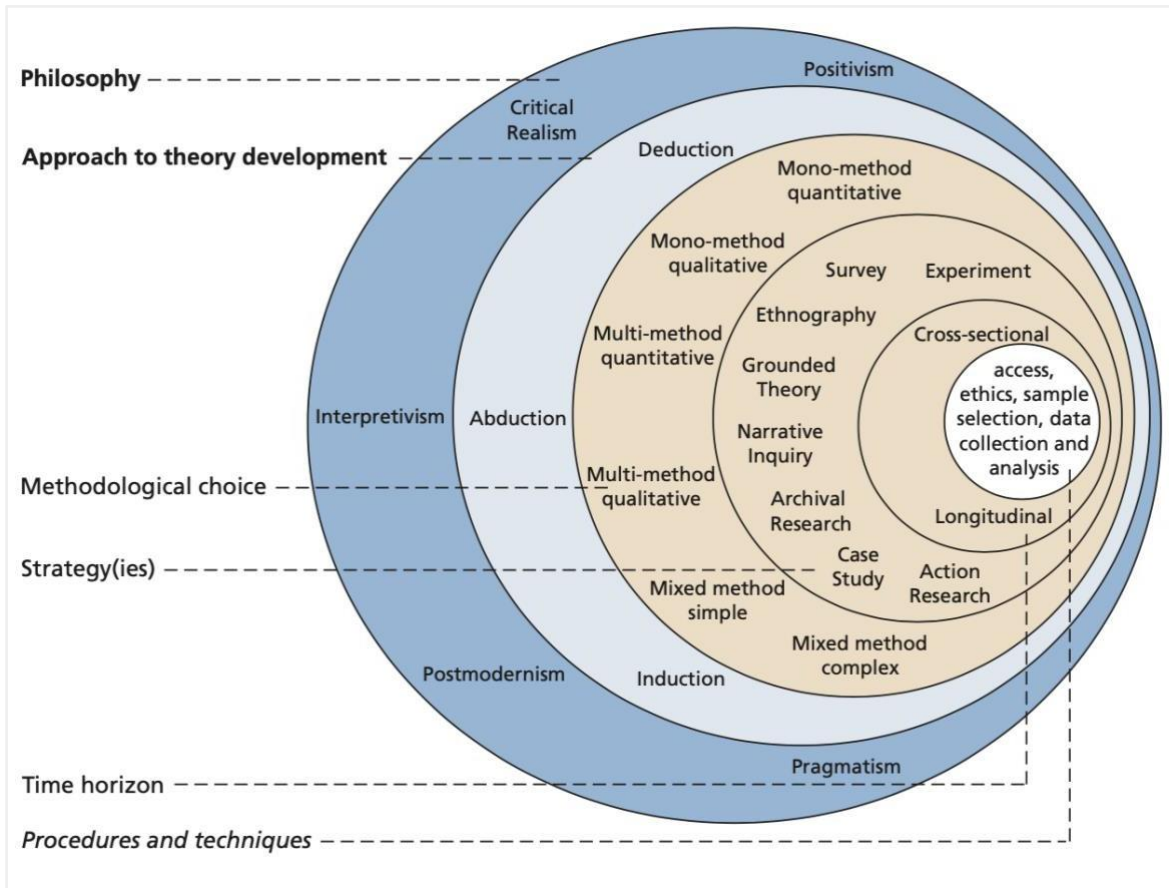 Philosophy
Positivism
Critical
Realism
Approach to theory development
Deduction
Mono-method
quantitative
Mono-method
qualitative
Survey
Experiment
Ethnography
Multi-method
quantitative
Cross-sectional
Grounded
Theory
access,
ethics, sample
selection, data
collection and
analysis
Interpretivism
Abduction
Narrative
Inquiry
Methodological choice
Multi-method
qualitative
Archival
Research
Longitudinal
Strategy(ies)
Case
Study
Action
Research
Mixed method
simple
Mixed method
complex
Postmodernism
Induction
Pragmatism
Time horizon
Procedures and techniques